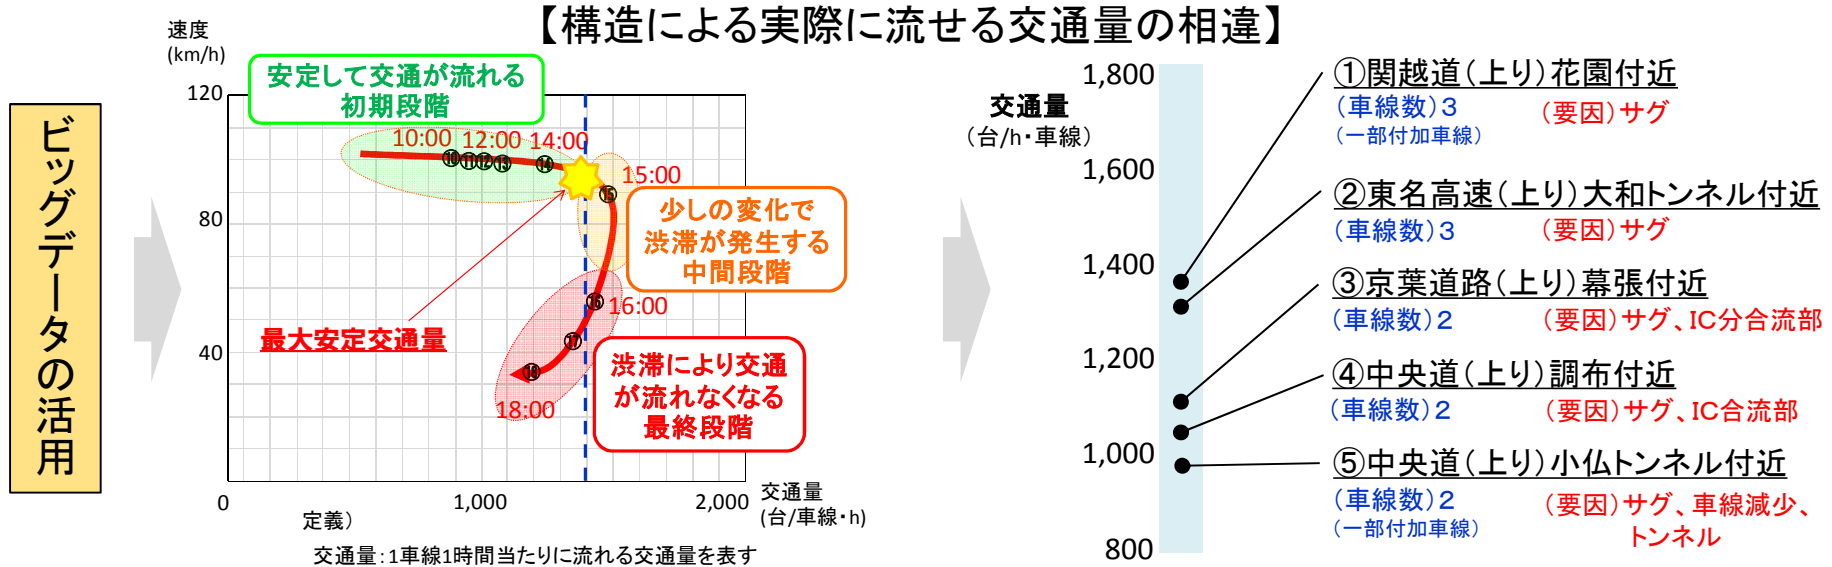 【構造による実際に流せる交通量の相違】
ビッグデータの活用
速度
(km/h)
安定して交通が流れる
初期段階
120
80
40
0
1,000
2,000
交通量
(台/車線・h)
10:00 12:00 14:00
⑩⑪⑫⑬ ⑭
15:00
⑮
少しの変化で
渋滞が発生する
中間段階
⑯
16:00
⑰
⑱
18:00
最大安定交通量
渋滞により交通
が流れなくなる
最終段階
定義）
交通量：1車線1時間当たりに流れる交通量を表す
交通量
（台/h・車線）
1,800
1,600
1,400
1,200
1,000
800
①関越道（上り）花園付近
（車線数）３ （要因）サグ
（一部付加車線）
②東名高速（上り）大和トンネル付近
（車線数）３ （要因）サグ
③京葉道路（上り）幕張付近
（車線数）２ （要因）サグ、ＩＣ分合流部
④中央道（上り）調布付近
（車線数）２ （要因）サグ、ＩＣ合流部
⑤中央道（上り）小仏トンネル付近
（車線数）２ （要因）サグ、車線減少、
（一部付加車線） トンネル